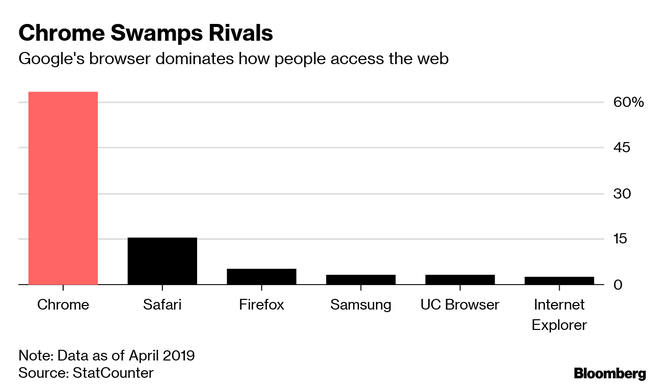 Chrome Swamps Rivals
Google's browser dominates how people access the web
60%
45
30
15
0
Chrome
Safari
Firefox
Samsung
UC Browser
Internet
Explorer
Note: Data as of April 2019
Source: StatCounter
Bloomberg